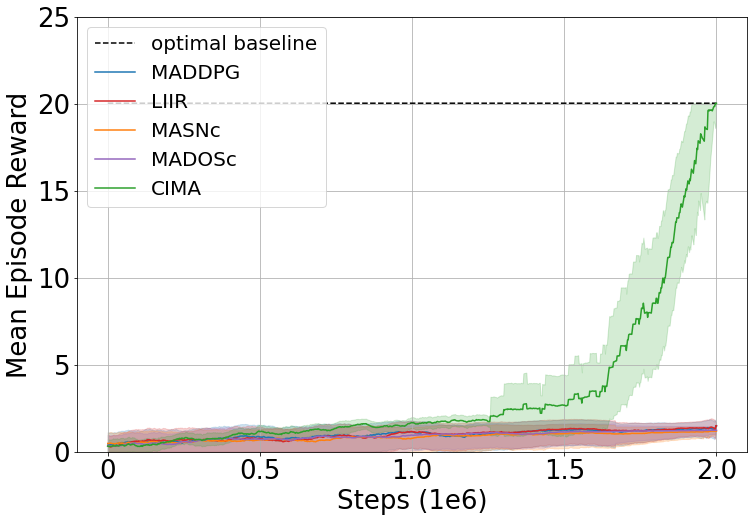 25
20
15
10
5
0
Mean Episode Reward
optimal baseline
MADDPG
LIIR
MASNc
MADOSc
CIMA
0 0.5 1.0 1.5 2.0
Steps (1e6)